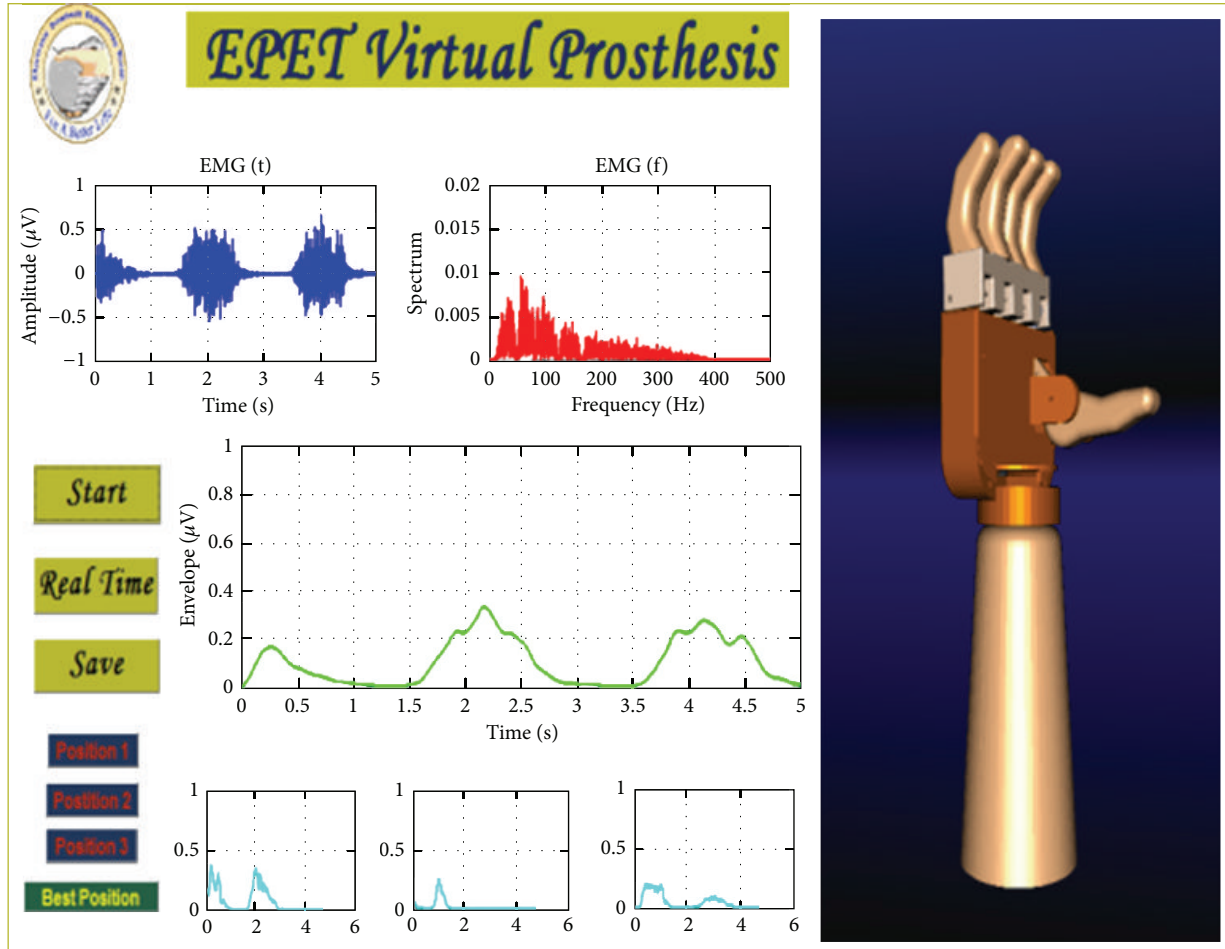 EPET Virtual Prosthesis
EMG (t)
Amplitude (μV)
1
0.5
0
−0.5
−1
0 1 2 3 4 5
Time (s)
EMG (f)
Spectrum
0.02
0.015
0.01
0.005
0
0 100 200 300 400 500
Frequency (Hz)
Start
Real Time
Save
Envelope (μV)
1
0.8
0.6
0.4
0.2
0
0 0.5 1 1.5 2 2.5 3 3.5 4 4.5 5
Time (s)
Position 1
Postition 2
Position 3
Best Position
1
0.5
0
0 2 4 6
1
0.5
0
0 2 4 6
1
0.5
0
0 2 4 6